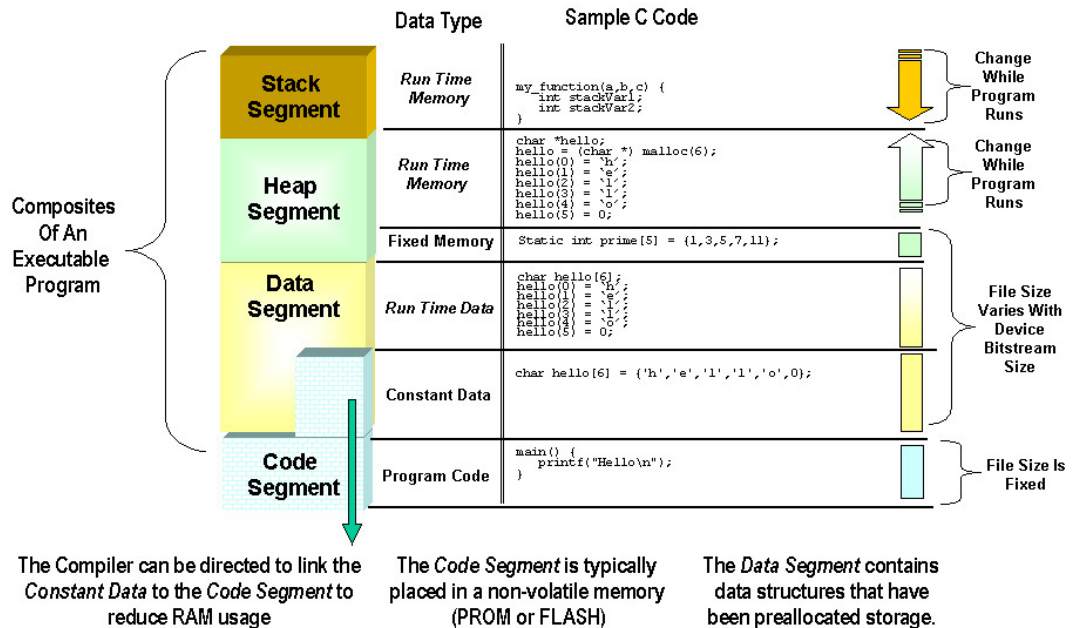 Data Type
Sample C Code
Composites
Of An
Executable
Program
Stack
Segment
Run Time
Memory
my_function(a,b,c) {
int stackVar1;
int stackVar2;
}
Change
While
Program
Runs
Heap
Segment
Run Time
Memory
char *hello;
hello = (char *) malloc(6);
hello(0) = `h´;
hello(1) = `e´;
hello(2) = `l´;
hello(3) = `l´;
hello(4) = `o´;
hello(5) = 0;
Change
While
Program
Runs
Fixed Memory
Static int prime[5] = {1,3,5,7,11};
Data
Segment
Run Time Data
char hello[6];
hello(0) = `h´;
hello(1) = `e´;
hello(2) = `l´;
hello(3) = `l´;
hello(4) = `o´;
hello(5) = 0;
File Size
Varies With
Device
Bitstream
Size
Constant Data
char hello[6] = {'h','e','l','l','o',0};
Code
Segment
Program Code
main() {
printf("Hello\n");
}
File Size Is
Fixed
The Compiler can be directed to link the
Constant Data to the Code Segment to
reduce RAM usage
The Code Segment is typically
placed in a non-volatile memory
(PROM or FLASH)
The Data Segment contains
data structures that have
been preallocated storage.